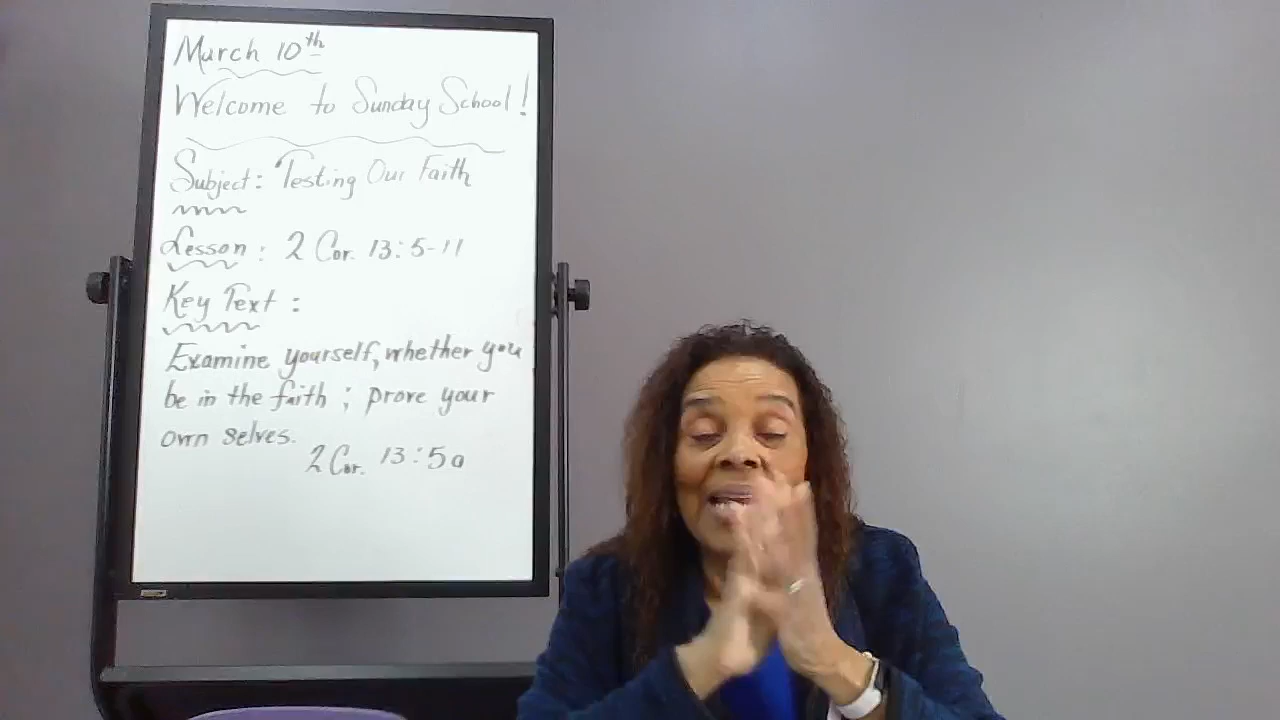 March 10th
Welcome to Sunday School!
Subject: Testing Our Faith
Lesson: 2 Cor. 13:5-11
Key Text:
Examine yourself, whether you
be in the faith; prove your
own selves.
2 Cor. 13:5a